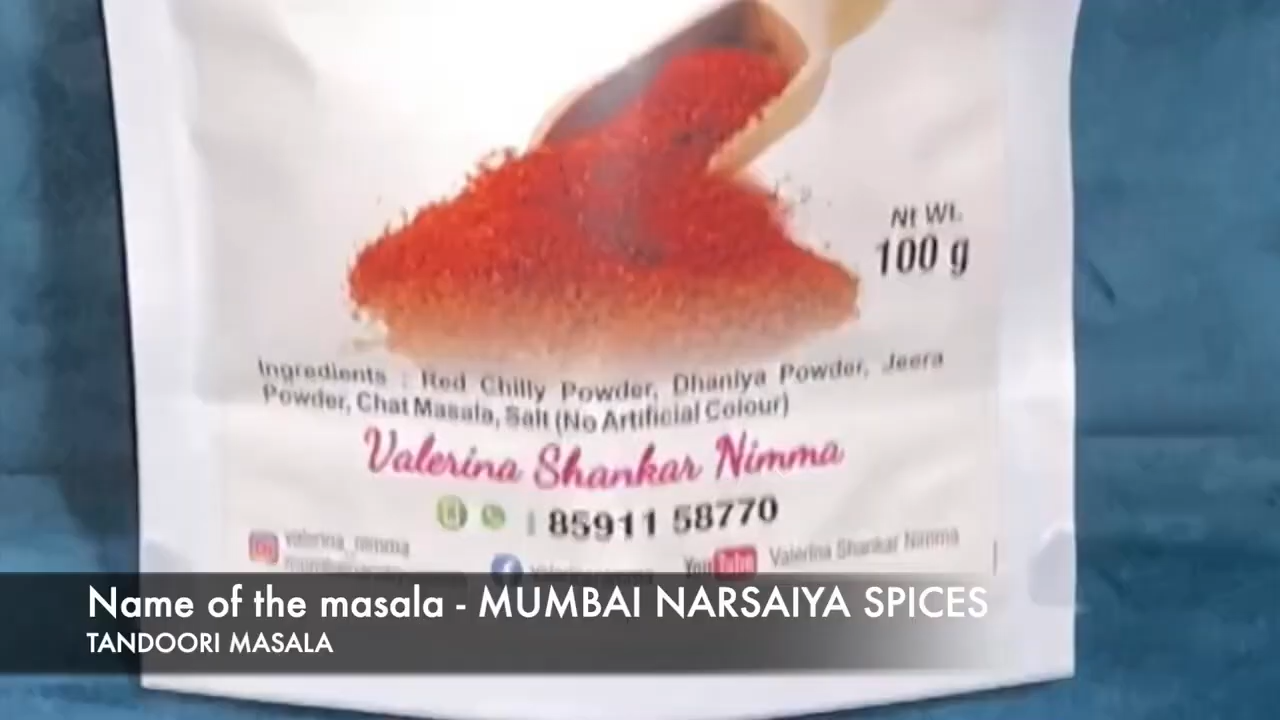 Nt Wt.
100 g
Ingredients : Red Chilly Powder, Dhaniya Powder, Jeera
Powder, Chat Masala, Salt (No Artificial Colour)
Valerina Shankar Nimma
: 85911 58770
valerina_nimma
YouTube Valerina Shankar Nimma
Name of the masala - MUMBAI NARSAIYA SPICES
TANDOORI MASALA